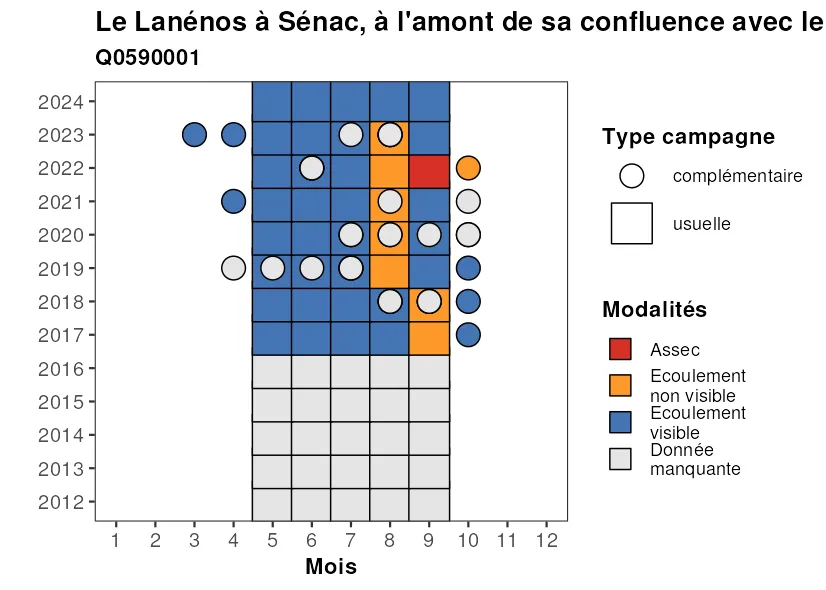 Le Lanénos à Sénac, à l'amont de sa confluence avec le
Q0590001
2024
2023
2022
2021
2020
2019
2018
2017
2016
2015
2014
2013
2012
1 2 3 4 5 6 7 8 9 10 11 12
Mois
Type campagne
complémentaire
usuelle
Modalités
Assec
Ecoulement
non visible
Ecoulement
visible
Donnée
manquante